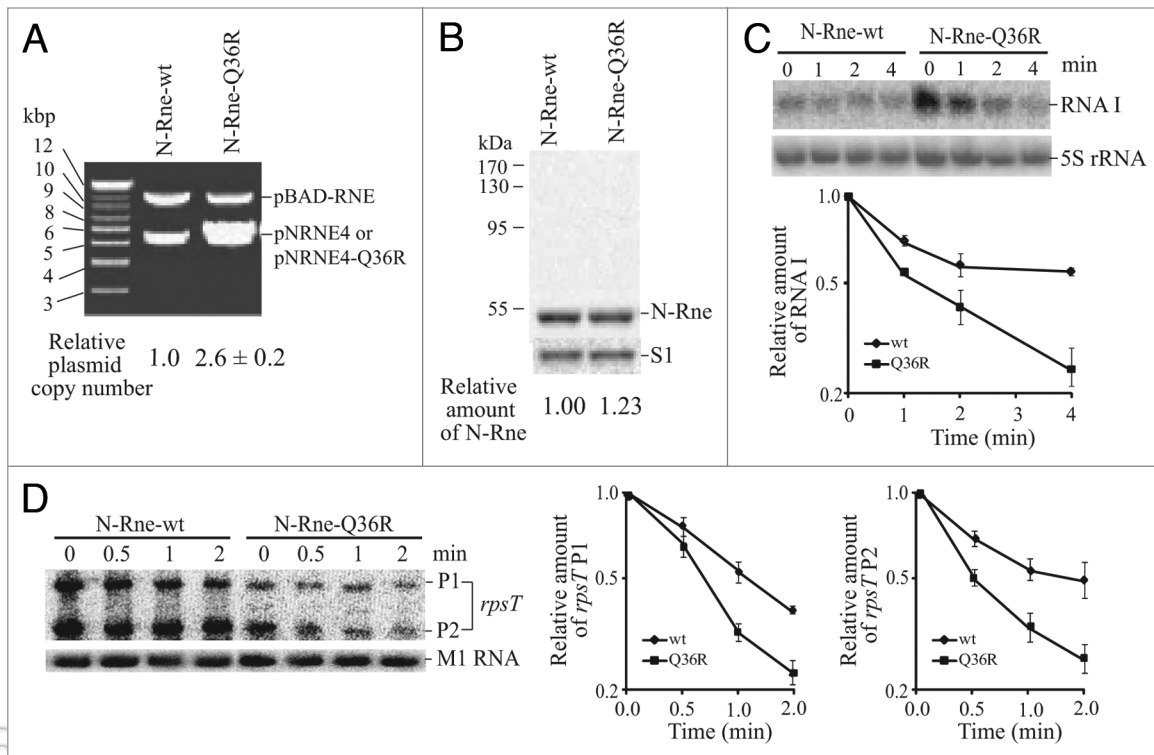 A
N-Rne-wt
N-Rne-Q36R
kbp
12
10
9
8
6
5
4
3
pBAD-RNE
pNRNE4 or
pNRNE4-Q36R
Relative
plasmid
copy number
1.0 2.6 ± 0.2
B
N-Rne-wt
N-Rne-Q36R
kDa
170
130
95
55
N-Rne
S1
Relative
amount
of N-Rne
1.00 1.23
C
N-Rne-wt N-Rne-Q36R
0 1 2 4 0 1 2 4 min
RNA I
5S rRNA
Relative amount
of RNA I
1.0
0.5
0.2
wt
Q36R
0 1 2 3 4
Time (min)
D
N-Rne-wt N-Rne-Q36R
0 0.5 1 2 0 0.5 1 2 min
P1
rpsT
P2
M1 RNA
Relative amount
of rpsT P1
1.0
0.5
0.2
wt
Q36R
0.0 0.5 1.0 2.0
Time (min)
Relative amount
of rpsT P2
1.0
0.5
0.2
wt
Q36R
0.0 0.5 1.0 2.0
Time (min)